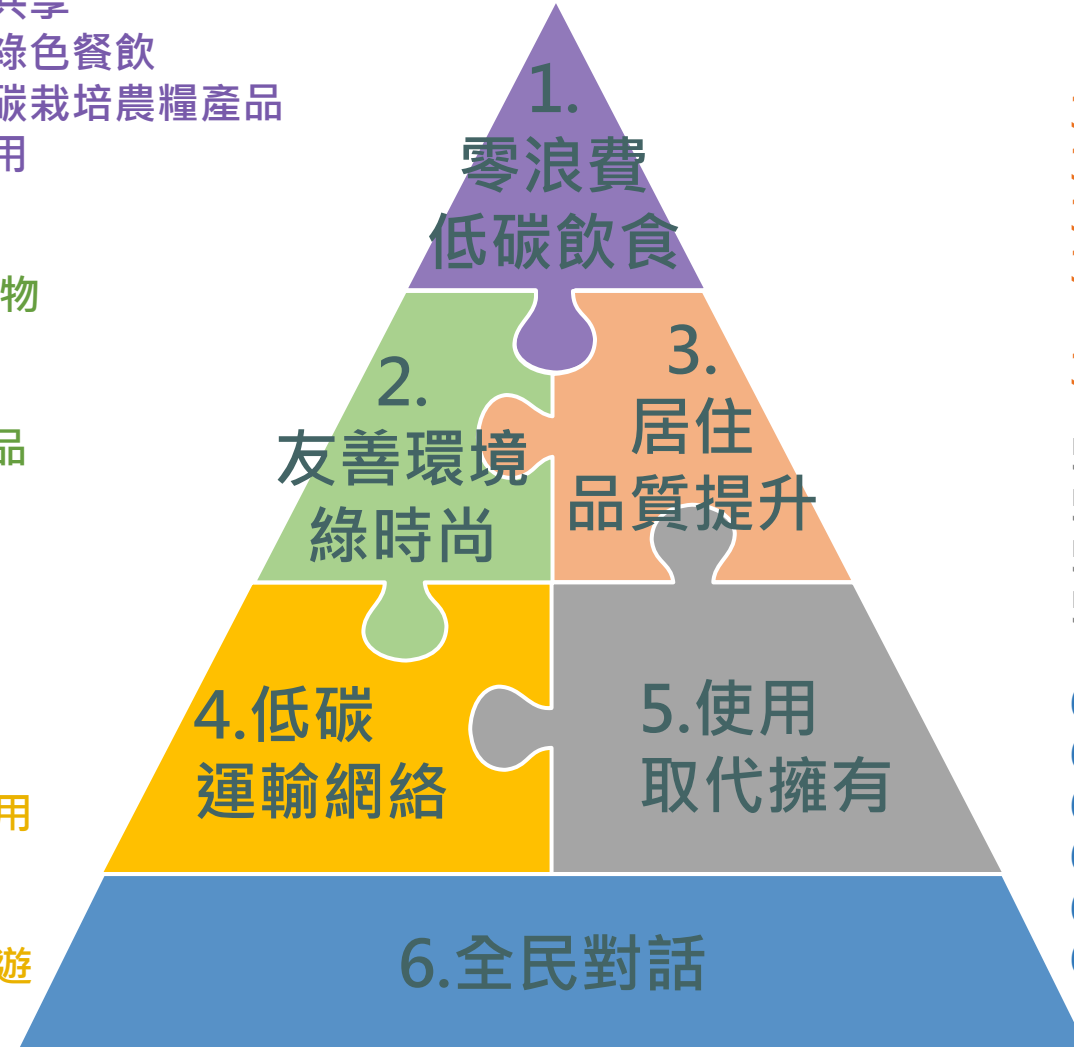 共享
綠色餐飲
碳栽培農糧產品
用
物
品
用
遊
1.
零浪費
低碳飲食
2.
友善環境
綠時尚
3.
居住
品質提升
4.低碳
運輸網絡
5.使用
取代擁有
6.全民對話